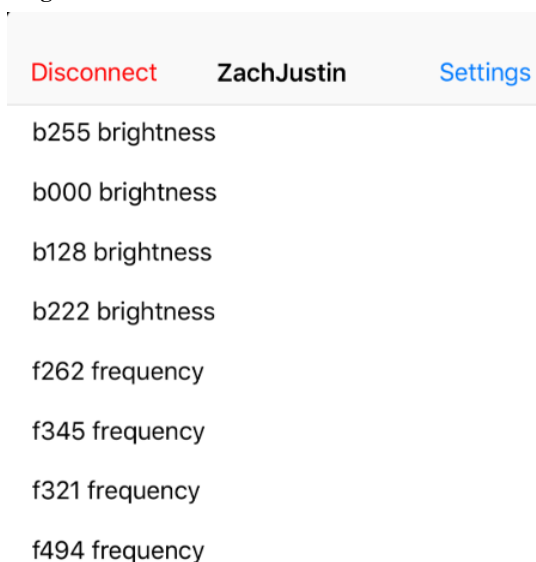 Disconnect ZachJustin Settings
b255 brightness
b000 brightness
b128 brightness
b222 brightness
f262 frequency
f345 frequency
f321 frequency
f494 frequency